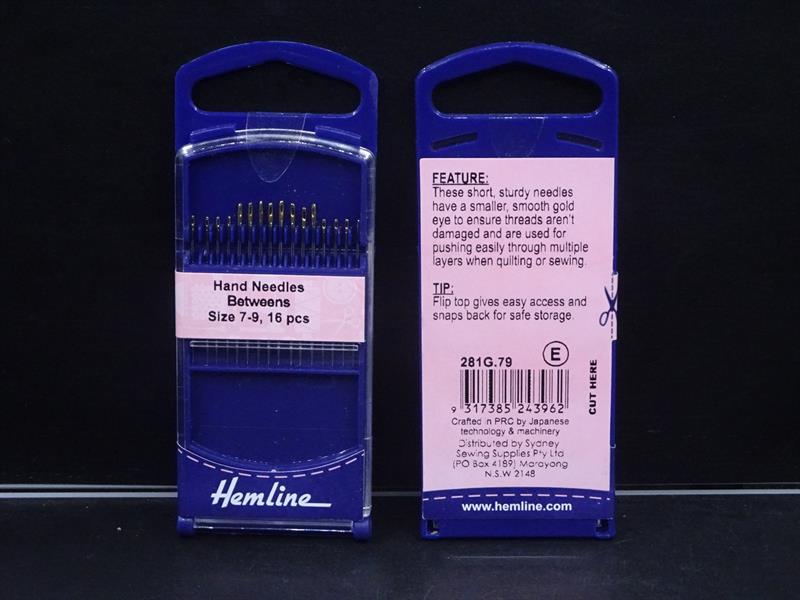 Hand Needles
Betweens
Size 7-9, 16 pcs
Hemline
FEATURE:
These short, sturdy needles
have a smaller, smooth gold
eye to ensure threads aren't
damaged and are used for
pushing easily through multiple
layers when quilting or sewing.
TIP:
Flip top gives easy access and
snaps back for safe storage.
281G.79
E
9 317385 243962
CUT HERE
Crafted in PRC by Japanese
technology & machinery
Distributed by Sydney
Sewing Supplies Pty Ltd
(PO Box 4189) Marayong
N.S.W 2148
www.hemline.com